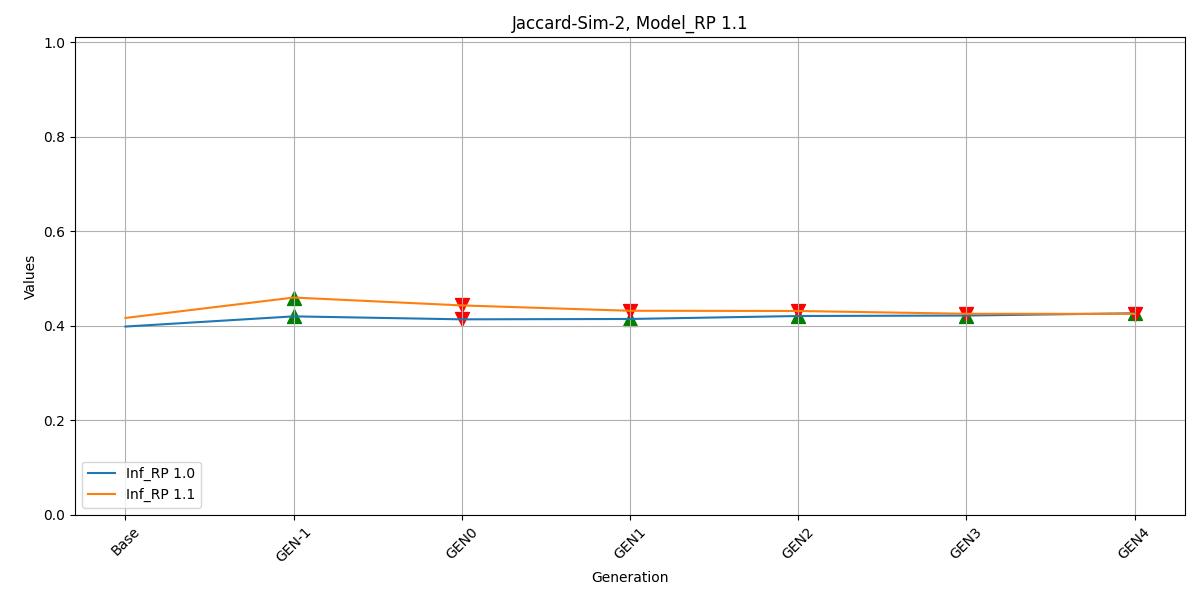 Jaccard-Sim-2, Model_RP 1.1
Values
1.0
0.8
0.6
0.4
0.2
0.0
Inf_RP 1.0
Inf_RP 1.1
Base
GEN-1
GEN0
GEN1
GEN2
GEN3
GEN4
Generation